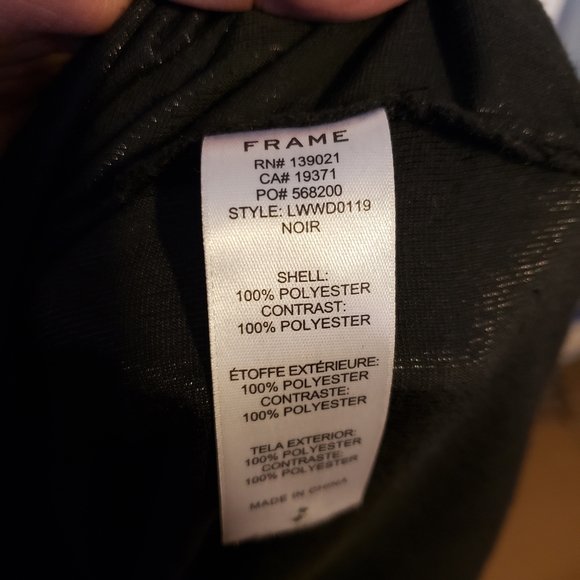 FRAME
RN# 139021
CA# 19371
PO# 568200
STYLE: LWWD0119
NOIR
SHELL:
100% POLYESTER
CONTRAST:
100% POLYESTER
ÉTOFFE EXTÉRIEURE:
100% POLYESTER
CONTRASTE:
100% POLYESTER
TELA EXTERIOR:
100% POLYESTER
CONTRASTE:
100% POLYESTER
MADE IN CHINA